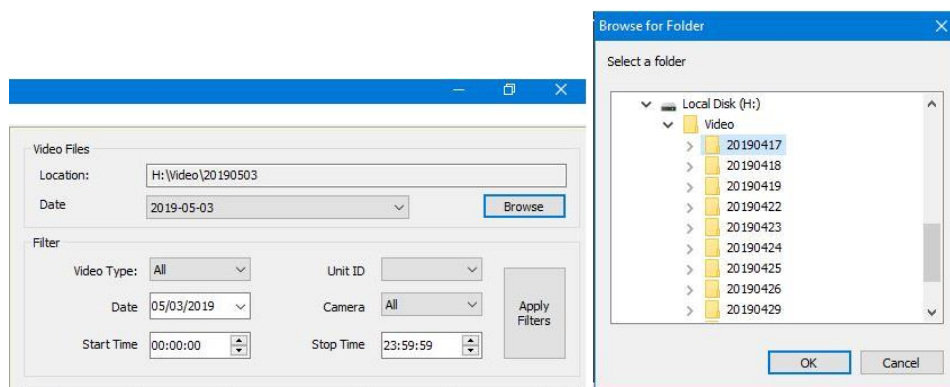 Video Files
Location: H:\Video\20190503
Date 2019-05-03 Browse
Filter
Video Type: All Unit ID
Date 05/03/2019 Camera All Apply Filters
Start Time 00:00:00 Stop Time 23:59:59
Browse for Folder
Select a folder
Local Disk (H:)
Video
20190417
20190418
20190419
20190422
20190423
20190424
20190425
20190426
20190429
OK Cancel